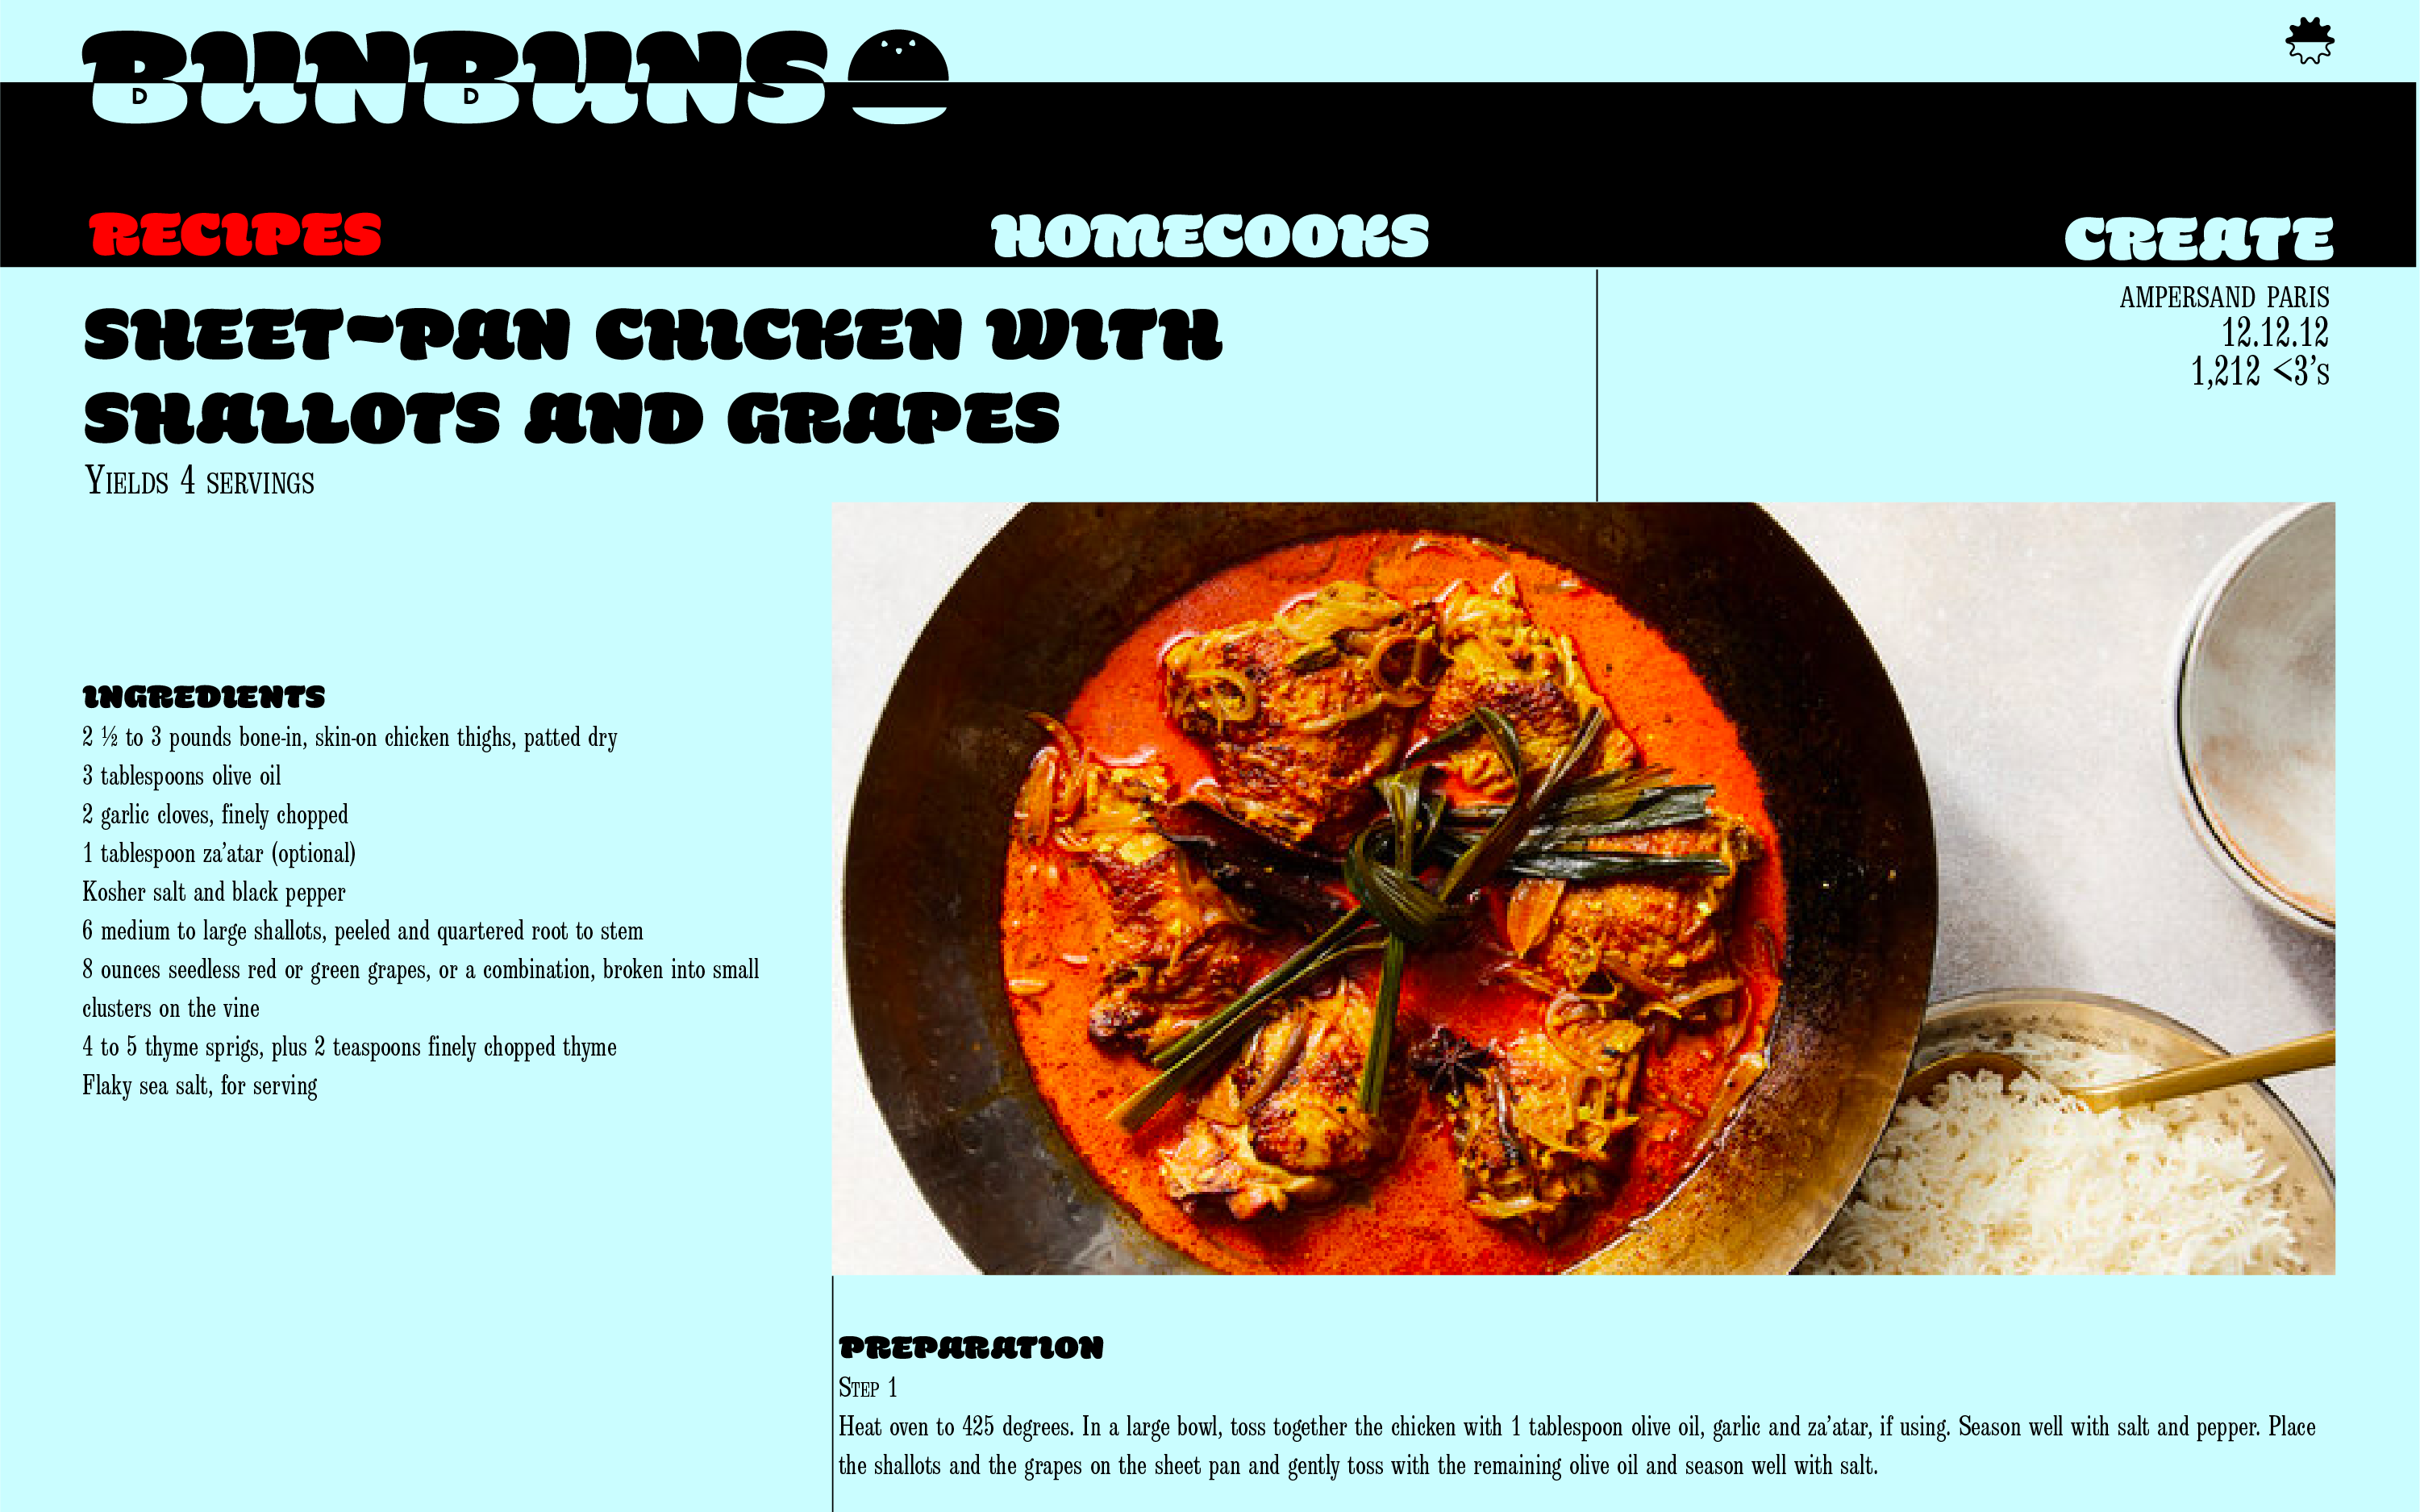 BUNBUNS
RECIPES
HOMECOOKS
CREATE
SHEET-PAN CHICKEN WITH
SHALLOTS AND GRAPES
Yields 4 servings
AMPERSAND PARIS
12.12.12
1,212 <3’s
INGREDIENTS
2 ½ to 3 pounds bone-in, skin-on chicken thighs, patted dry
3 tablespoons olive oil
2 garlic cloves, finely chopped
1 tablespoon za’atar (optional)
Kosher salt and black pepper
6 medium to large shallots, peeled and quartered root to stem
8 ounces seedless red or green grapes, or a combination, broken into small
clusters on the vine
4 to 5 thyme sprigs, plus 2 teaspoons finely chopped thyme
Flaky sea salt, for serving
PREPARATION
Step 1
Heat oven to 425 degrees. In a large bowl, toss together the chicken with 1 tablespoon olive oil, garlic and za’atar, if using. Season well with salt and pepper. Place
the shallots and the grapes on the sheet pan and gently toss with the remaining olive oil and season well with salt.